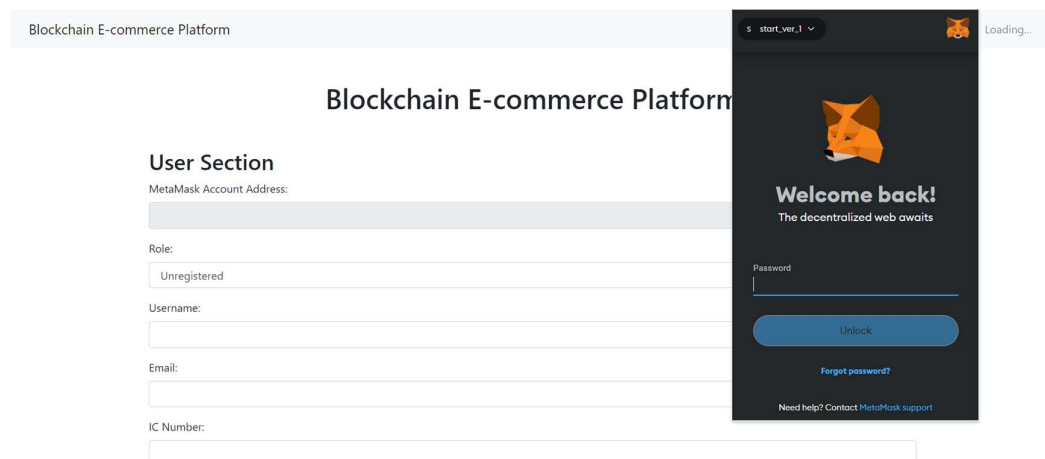 Blockchain E-commerce Platform
Loading...
Blockchain E-commerce Platform
User Section
MetaMask Account Address:
Role:
Unregistered
Username:
Email:
IC Number:
S start_ver_1
Welcome back!
The decentralized web awaits
Password
Unlock
Forgot password?
Need help? Contact MetaMask support